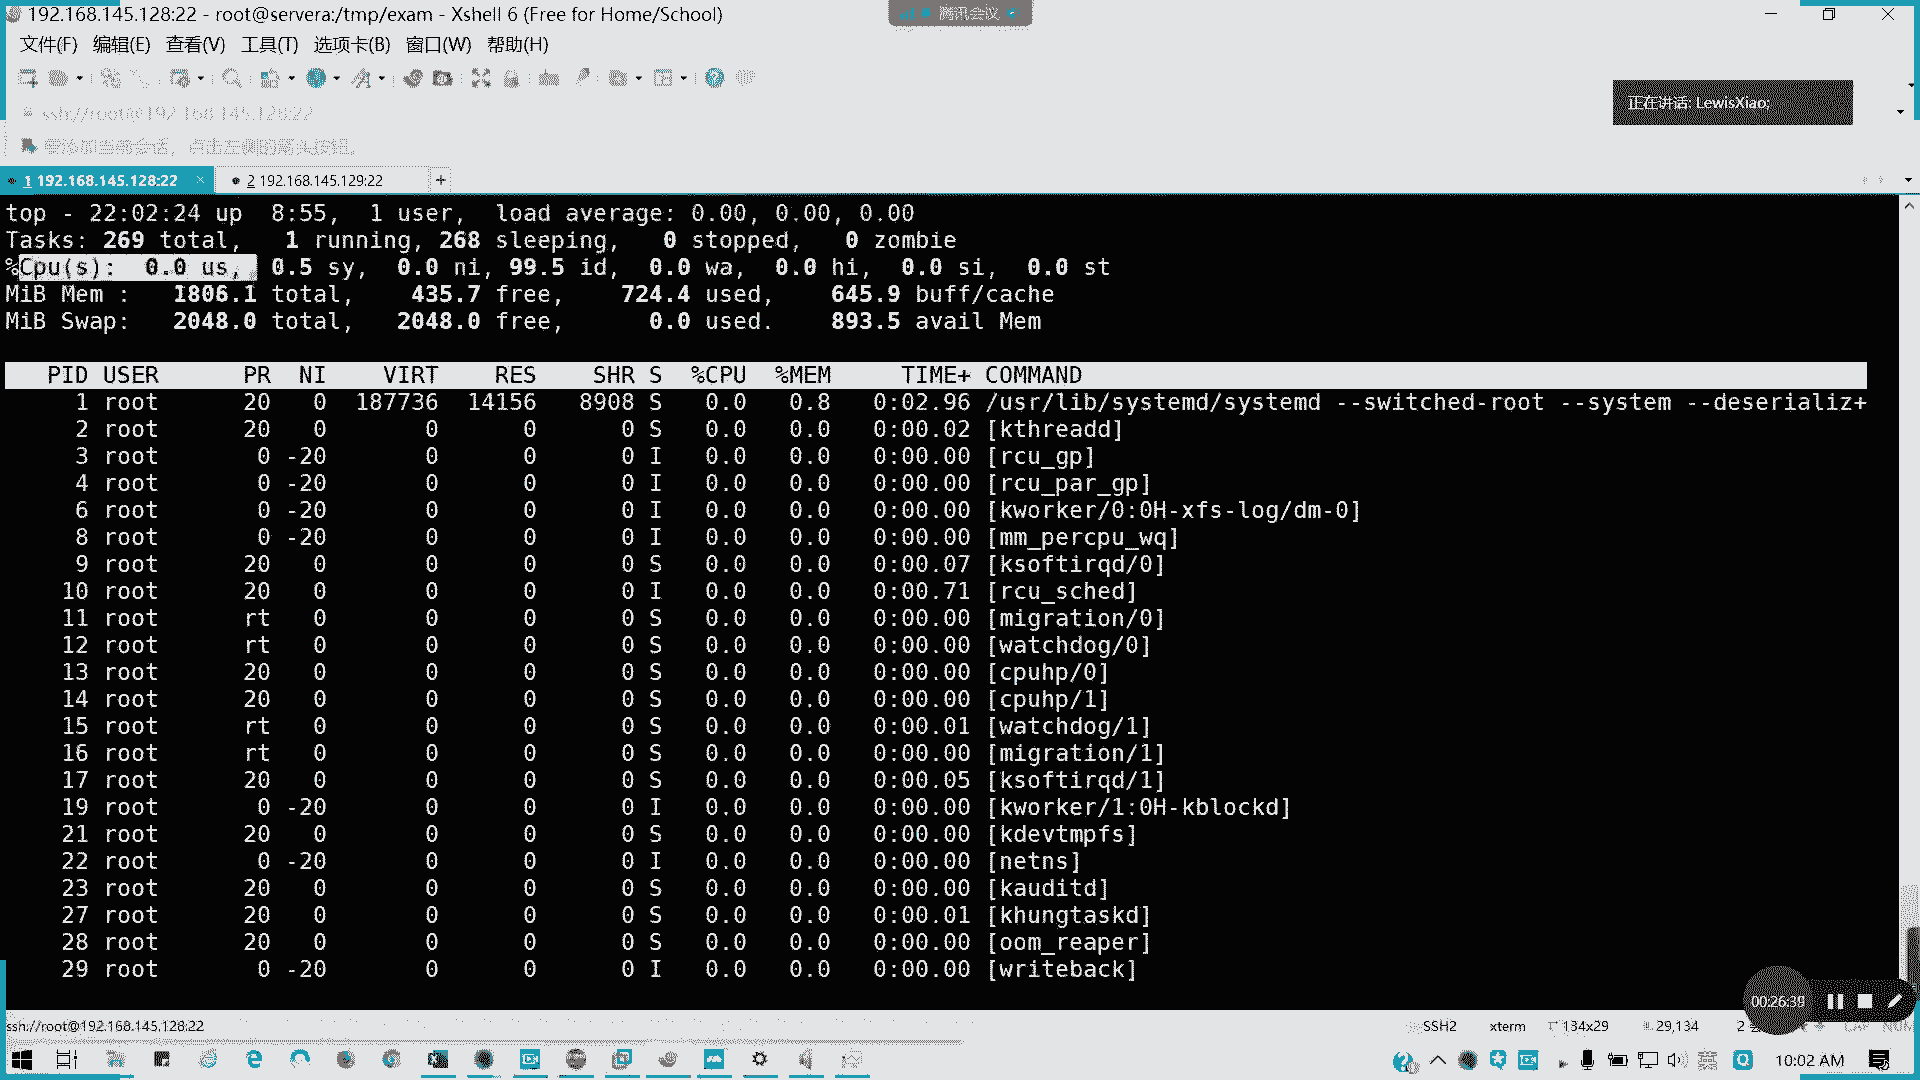 192.168.145.128:22 - root@servera:/tmp/exam - Xshell 6 (Free for Home/School)
腾讯会议
文件(F) 编辑(E) 查看(V) 工具(T) 选项卡(B) 窗口(W) 帮助(H)
ssh://root@192.168.145.128:22
正在讲话: LewisXiao;
要添加当前会话，点击左侧的箭头按钮。
1 192.168.145.128:22 × 2 192.168.145.129:22 +
top - 22:02:24 up  8:55,  1 user,  load average: 0.00, 0.00, 0.00
Tasks: 269 total,   1 running, 268 sleeping,   0 stopped,   0 zombie
%Cpu(s):  0.0 us,  0.5 sy,  0.0 ni, 99.5 id,  0.0 wa,  0.0 hi,  0.0 si,  0.0 st
MiB Mem :   1806.1 total,    435.7 free,    724.4 used,    645.9 buff/cache
MiB Swap:   2048.0 total,   2048.0 free,      0.0 used.    893.5 avail Mem
PID USER      PR  NI    VIRT    RES    SHR S  %CPU  %MEM     TIME+ COMMAND
1 root      20   0  187736  14156   8908 S   0.0   0.8   0:02.96 /usr/lib/systemd/systemd --switched-root --system --deserializ+
2 root      20   0       0      0      0 S   0.0   0.0   0:00.02 [kthreadd]
3 root       0 -20       0      0      0 I   0.0   0.0   0:00.00 [rcu_gp]
4 root       0 -20       0      0      0 I   0.0   0.0   0:00.00 [rcu_par_gp]
6 root       0 -20       0      0      0 I   0.0   0.0   0:00.00 [kworker/0:0H-xfs-log/dm-0]
8 root       0 -20       0      0      0 I   0.0   0.0   0:00.00 [mm_percpu_wq]
9 root      20   0       0      0      0 S   0.0   0.0   0:00.07 [ksoftirqd/0]
10 root      20   0       0      0      0 I   0.0   0.0   0:00.71 [rcu_sched]
11 root      rt   0       0      0      0 S   0.0   0.0   0:00.00 [migration/0]
12 root      rt   0       0      0      0 S   0.0   0.0   0:00.00 [watchdog/0]
13 root      20   0       0      0      0 S   0.0   0.0   0:00.00 [cpuhp/0]
14 root      20   0       0      0      0 S   0.0   0.0   0:00.00 [cpuhp/1]
15 root      rt   0       0      0      0 S   0.0   0.0   0:00.01 [watchdog/1]
16 root      rt   0       0      0      0 S   0.0   0.0   0:00.00 [migration/1]
17 root      20   0       0      0      0 S   0.0   0.0   0:00.05 [ksoftirqd/1]
19 root       0 -20       0      0      0 I   0.0   0.0   0:00.00 [kworker/1:0H-kblockd]
21 root      20   0       0      0      0 S   0.0   0.0   0:00.00 [kdevtmpfs]
22 root       0 -20       0      0      0 I   0.0   0.0   0:00.00 [netns]
23 root      20   0       0      0      0 S   0.0   0.0   0:00.00 [kauditd]
27 root      20   0       0      0      0 S   0.0   0.0   0:00.01 [khungtaskd]
28 root      20   0       0      0      0 S   0.0   0.0   0:00.00 [oom_reaper]
29 root       0 -20       0      0      0 I   0.0   0.0   0:00.00 [writeback]
00:26:39
ssh://root@192.168.145.128:22 SSH2 xterm 134x29 29,134 2 CAP NUM
英 10:02 AM